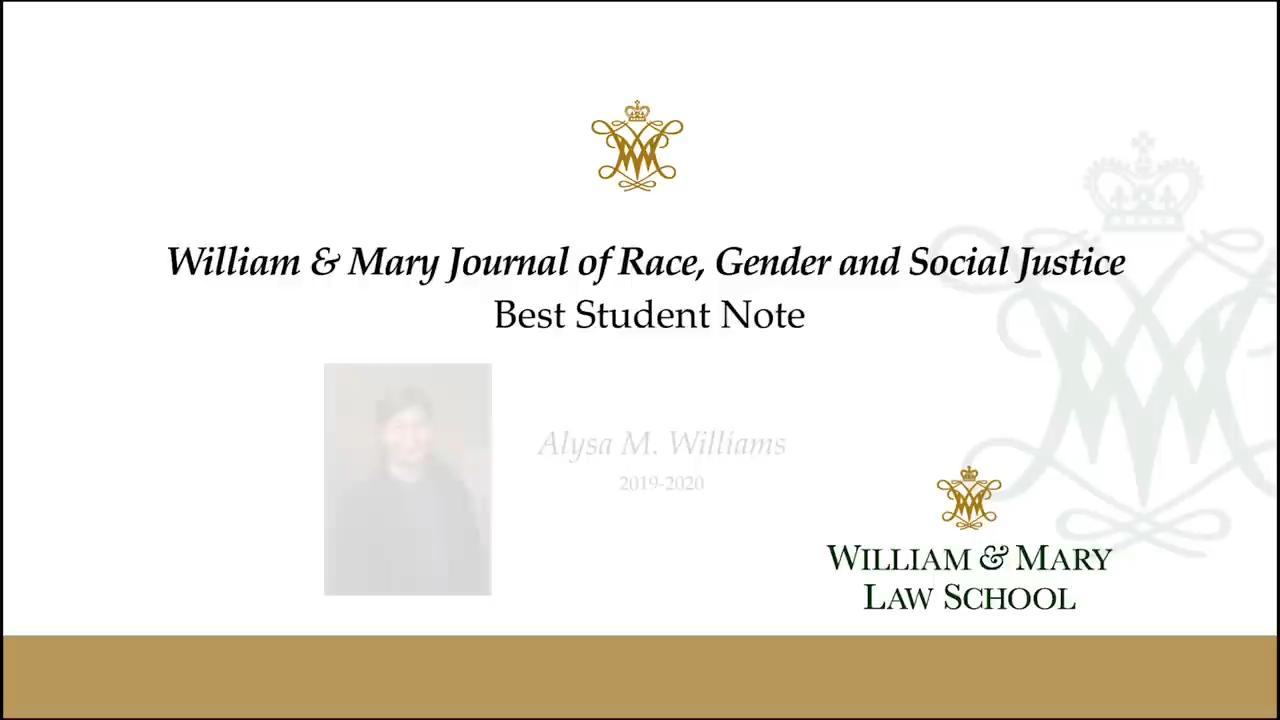 William & Mary Journal of Race, Gender and Social Justice
Best Student Note
Alysa M. Williams
2019-2020
WILLIAM & MARY
LAW SCHOOL